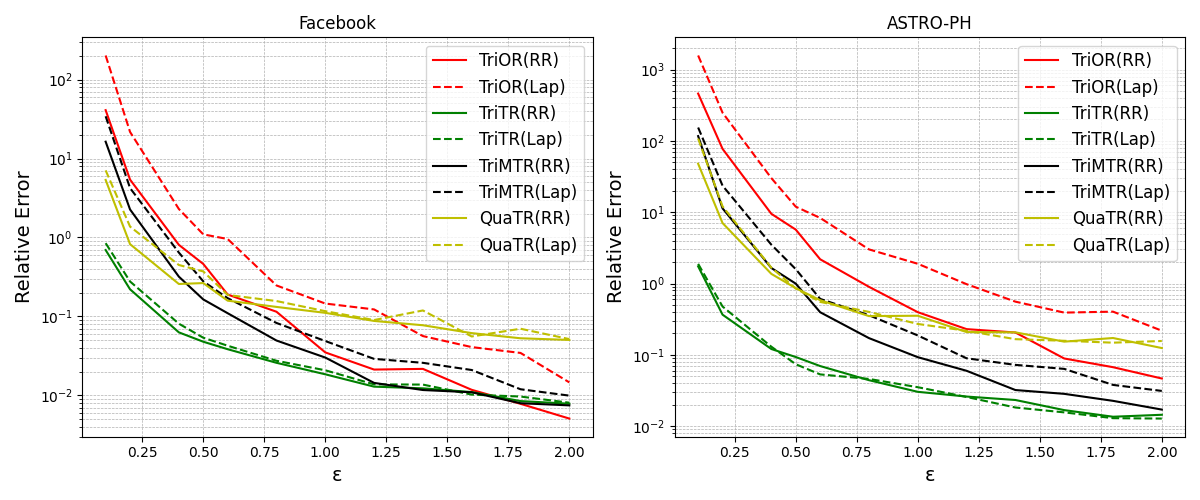 Facebook
Relative Error
10²
10¹
10⁰
10⁻¹
10⁻²
0.25 0.50 0.75 1.00 1.25 1.50 1.75 2.00
ε
TriOR(RR)
TriOR(Lap)
TriTR(RR)
TriTR(Lap)
TriMTR(RR)
TriMTR(Lap)
QuaTR(RR)
QuaTR(Lap)
ASTRO-PH
Relative Error
10³
10²
10¹
10⁰
10⁻¹
10⁻²
0.25 0.50 0.75 1.00 1.25 1.50 1.75 2.00
ε
TriOR(RR)
TriOR(Lap)
TriTR(RR)
TriTR(Lap)
TriMTR(RR)
TriMTR(Lap)
QuaTR(RR)
QuaTR(Lap)